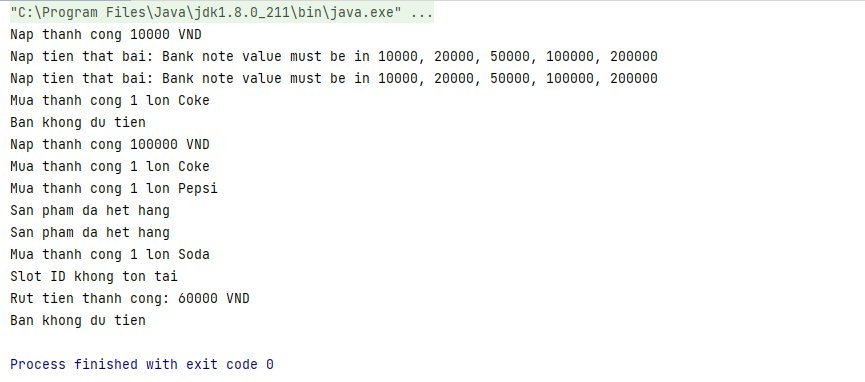 "C:\Program Files\Java\jdk1.8.0_211\bin\java.exe" ...
Nap thanh cong 10000 VND
Nap tien that bai: Bank note value must be in 10000, 20000, 50000, 100000, 200000
Nap tien that bai: Bank note value must be in 10000, 20000, 50000, 100000, 200000
Mua thanh cong 1 lon Coke
Ban khong du tien
Nap thanh cong 100000 VND
Mua thanh cong 1 lon Coke
Mua thanh cong 1 lon Pepsi
San pham da het hang
San pham da het hang
Mua thanh cong 1 lon Soda
Slot ID khong ton tai
Rut tien thanh cong: 60000 VND
Ban khong du tien
Process finished with exit code 0